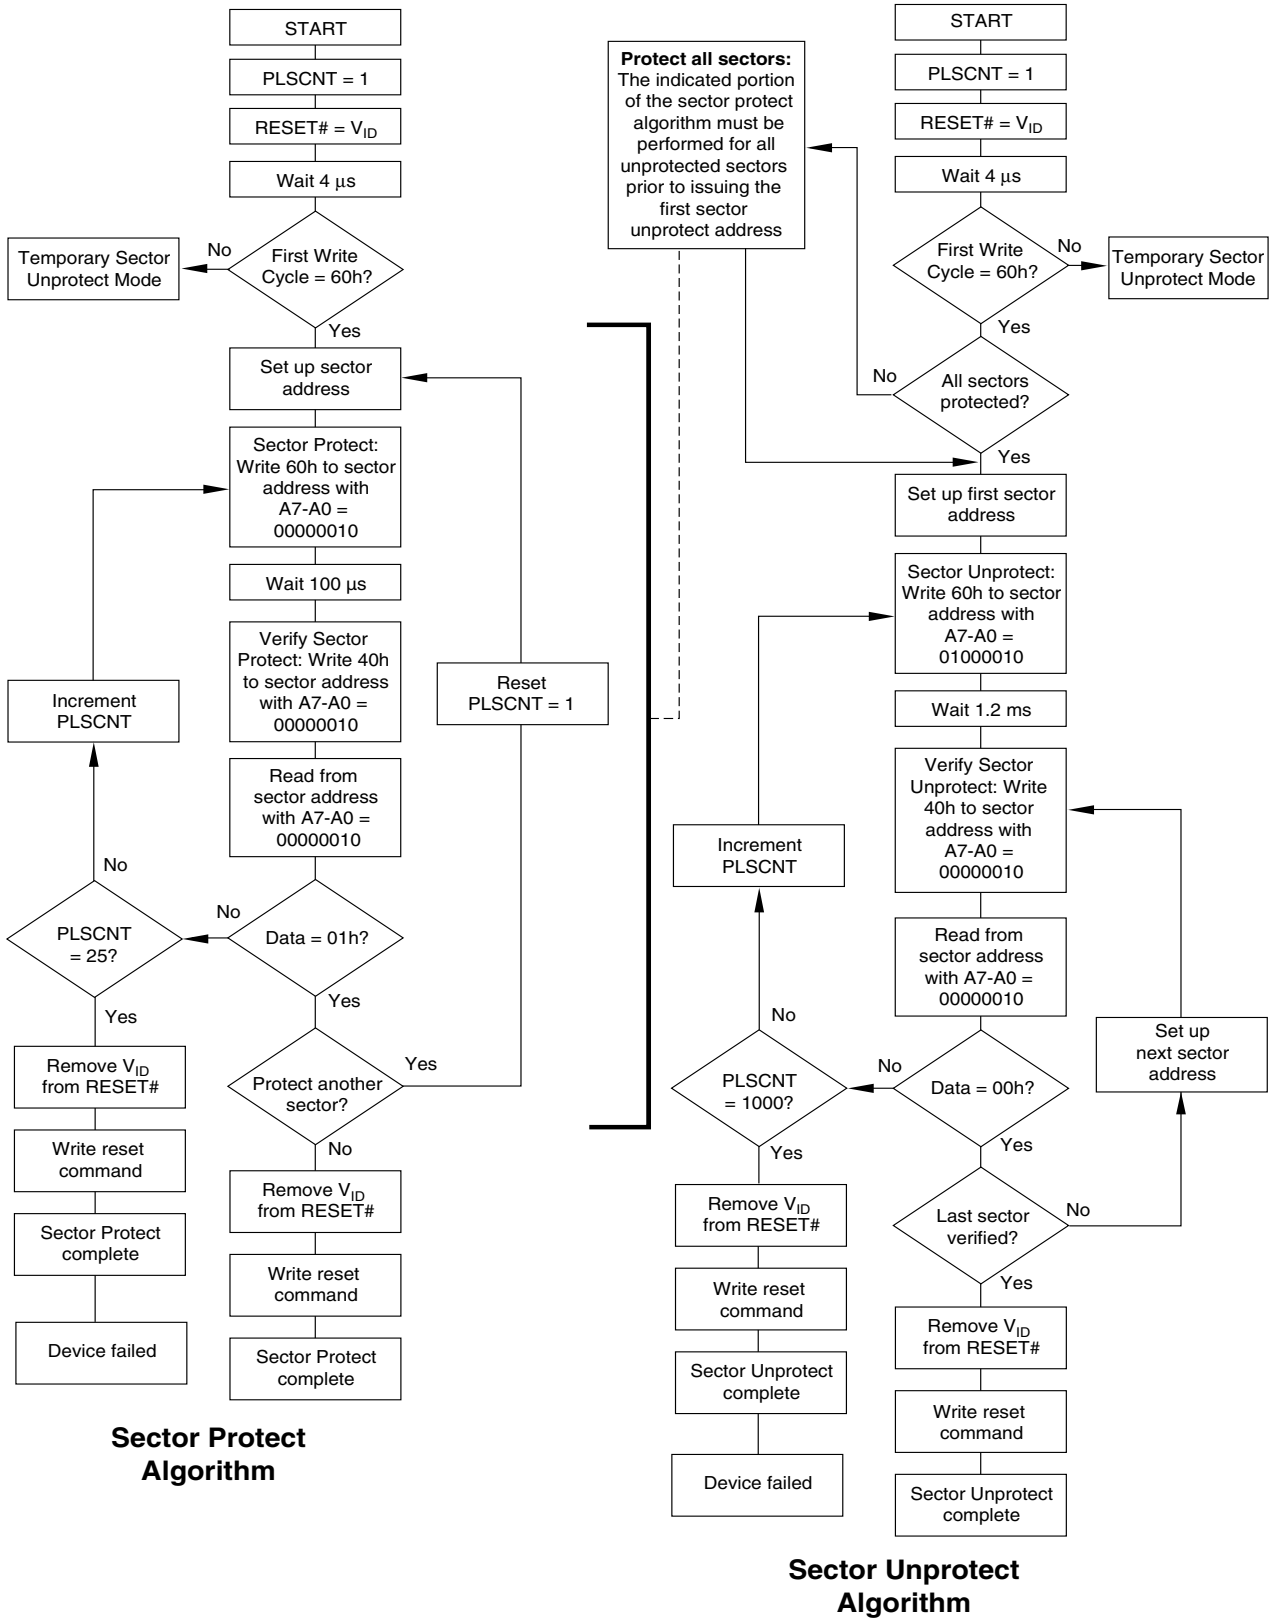 START
PLSCNT = 1
RESET# = VID
Wait 4 μs
First Write
Cycle = 60h?
No
Temporary Sector
Unprotect Mode
Yes
Set up sector
address
Sector Protect:
Write 60h to sector
address with
A7-A0 =
00000010
Wait 100 μs
Verify Sector
Protect: Write 40h
to sector address
with A7-A0 =
00000010
Reset
PLSCNT = 1
Increment
PLSCNT
Read from
sector address
with A7-A0 =
00000010
No
PLSCNT
= 25?
No
Data = 01h?
Yes
Yes
Remove VID
from RESET#
Protect another
sector?
Yes
Write reset
command
No
Remove VID
from RESET#
Sector Protect
complete
Write reset
command
Device failed
Sector Protect
complete
Sector Protect
Algorithm
Protect all sectors:
The indicated portion
of the sector protect
algorithm must be
performed for all
unprotected sectors
prior to issuing the
first sector
unprotect address
START
PLSCNT = 1
RESET# = VID
Wait 4 μs
First Write
Cycle = 60h?
No
Temporary Sector
Unprotect Mode
Yes
No
All sectors
protected?
Yes
Set up first sector
address
Sector Unprotect:
Write 60h to sector
address with
A7-A0 =
01000010
Wait 1.2 ms
Verify Sector
Unprotect: Write
40h to sector
address with
A7-A0 =
00000010
Increment
PLSCNT
Read from
sector address
with A7-A0 =
00000010
No
Set up
next sector
address
PLSCNT
= 1000?
No
Data = 00h?
Yes
Yes
Remove VID
from RESET#
Last sector
verified?
No
Write reset
command
Yes
Remove VID
from RESET#
Sector Unprotect
complete
Write reset
command
Device failed
Sector Unprotect
complete
Sector Unprotect
Algorithm